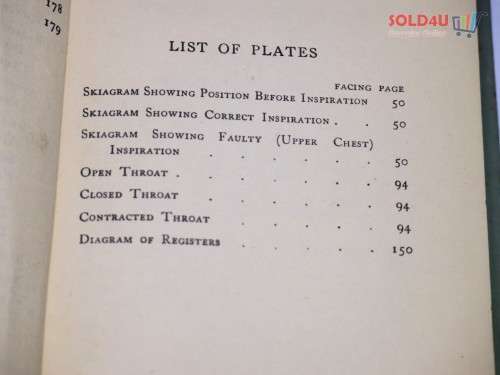 178
179
SOLD4U
LIST OF PLATES
FACING PAGE
SKIAGRAM SHOWING POSITION BEFORE INSPIRATION 50
SKIAGRAM SHOWING CORRECT INSPIRATION . . 50
SKIAGRAM SHOWING FAULTY (UPPER CHEST)
INSPIRATION . . . . . . 50
OPEN THROAT . . . . . . . 94
CLOSED THROAT . . . . . . 94
CONTRACTED THROAT . . . . . 94
DIAGRAM OF REGISTERS . . . . . 150